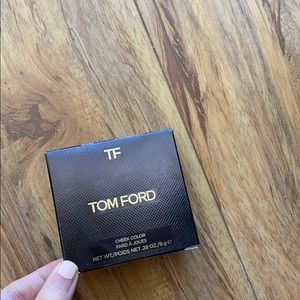 TF
TOM FORD
CHEEK COLOR
FARD À JOUES
NET WT./POIDS NET .28 OZ./8 g ℮